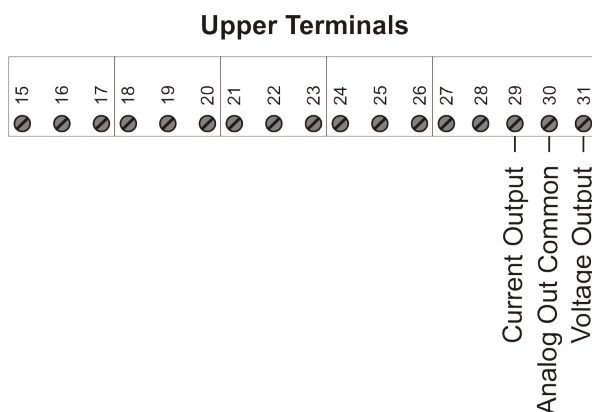 Upper Terminals
15 16 17 18 19 20 21 22 23 24 25 26 27 28 29 30 31
Current Output
Analog Out Common
Voltage Output